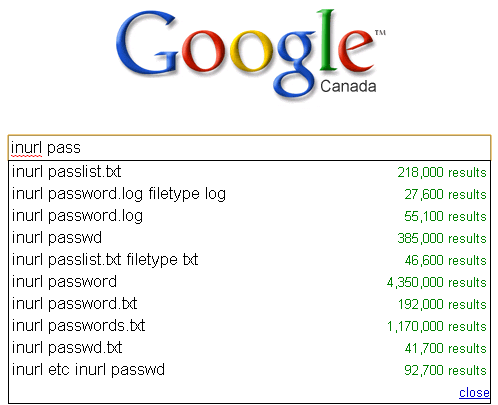 Google™
Canada
inurl pass
inurl passlist.txt 218,000 results
inurl password.log filetype log 27,600 results
inurl password.log 55,100 results
inurl passwd 385,000 results
inurl passlist.txt filetype txt 46,600 results
inurl password 4,350,000 results
inurl password.txt 192,000 results
inurl passwords.txt 1,170,000 results
inurl passwd.txt 41,700 results
inurl etc inurl passwd 92,700 results
close